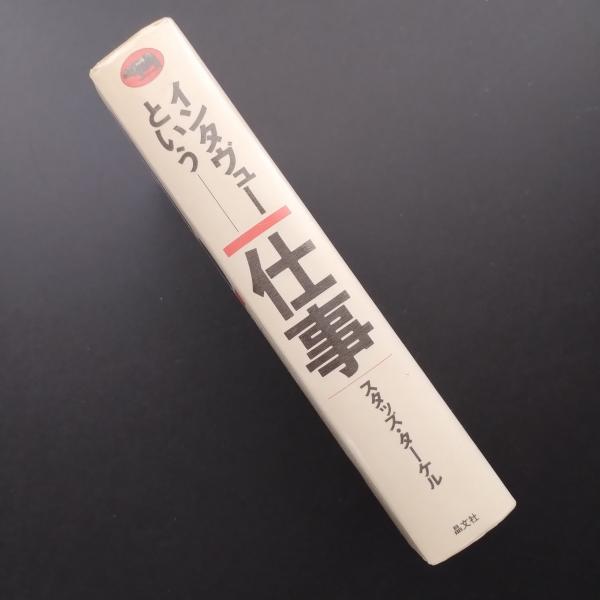 インタヴュー
という
仕事
スタッズ・ターケル
晶文社